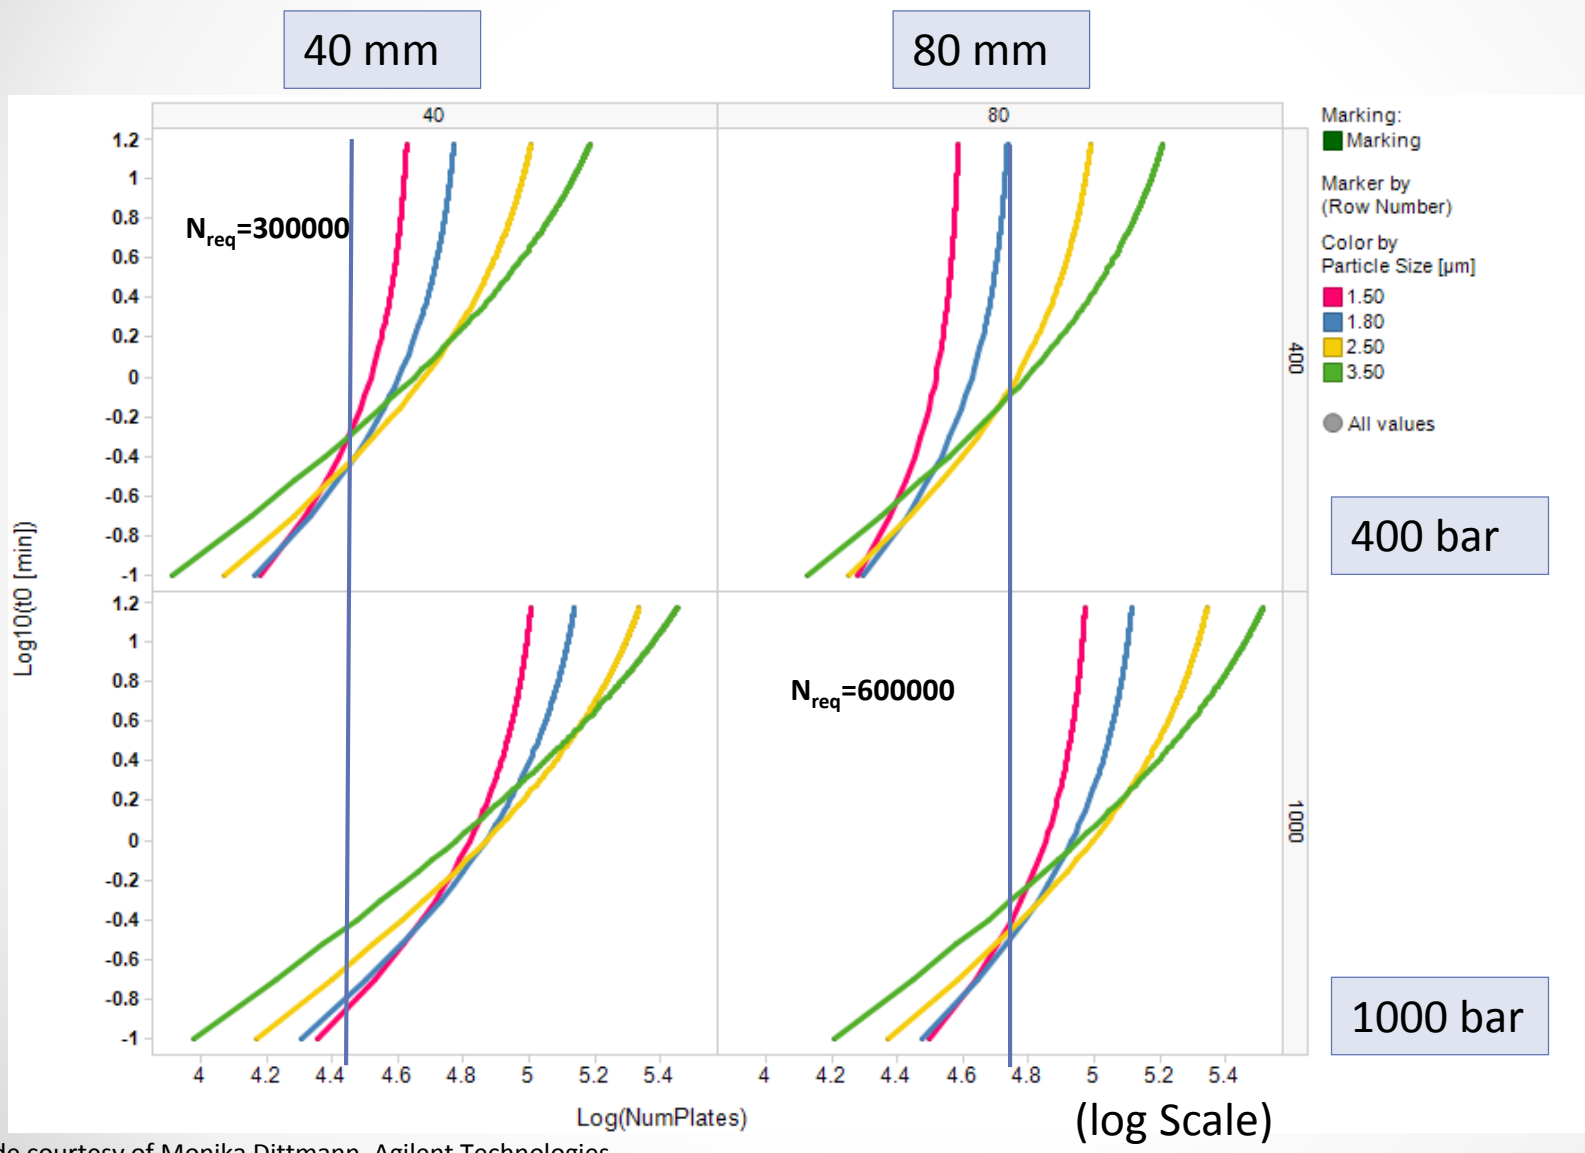 40 mm
80 mm
40
80
1.2
1
0.8
0.6
0.4
0.2
0
-0.2
-0.4
-0.6
-0.8
-1
Nreq=300000
400
Marking:
Marking
Marker by
(Row Number)
Color by
Particle Size [µm]
1.50
1.80
2.50
3.50
All values
400 bar
Log10(t0 [min])
1.2
1
0.8
0.6
0.4
0.2
0
-0.2
-0.4
-0.6
-0.8
-1
Nreq=600000
1000
1000 bar
4 4.2 4.4 4.6 4.8 5 5.2 5.4
4 4.2 4.4 4.6 4.8 5 5.2 5.4
Log(NumPlates)
(log Scale)
courtesy of Monika Dittmann, Agilent Technologies